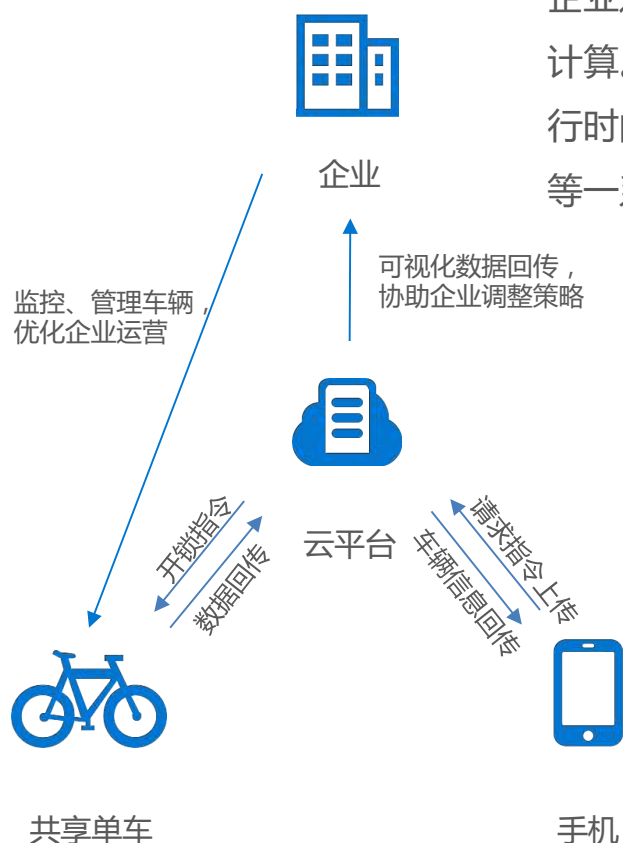 企业
计算
行时
等一
企业
可视化数据回传，
协助企业调整策略
监控、管理车辆，
优化企业运营
开锁指令
数据回传
云平台
请求指令上传
车辆信息回传
共享单车
手机